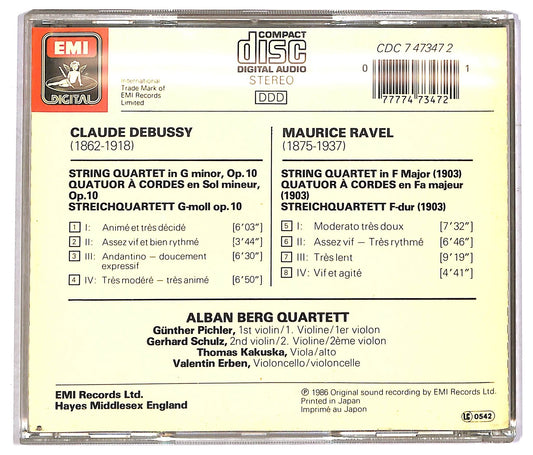 EMI
DIGITAL
International
Trade Mark of
EMI Records
Limited
COMPACT
disc
DIGITAL AUDIO
STEREO
DDD
CDC 7 47347 2
0 1
77774 73472
CLAUDE DEBUSSY
(1862-1918)
STRING QUARTET in G minor, Op.10
QUATUOR À CORDES en Sol mineur,
Op.10
STREICHQUARTETT G-moll op.10
1 I: Animé et très décidé [6'03"]
2 II: Assez vif et bien rythmé [3'44"]
3 III: Andantino – doucement
expressif [6'30"]
4 IV: Très modéré – très animé [6'50"]
MAURICE RAVEL
(1875-1937)
STRING QUARTET in F Major (1903)
QUATUOR À CORDES en Fa majeur
(1903)
STREICHQUARTETT F-dur (1903)
5 I: Moderato très doux [7'32"]
6 II: Assez vif – Très rythmé [6'46"]
7 III: Très lent [9'19"]
8 IV: Vif et agité [4'41"]
ALBAN BERG QUARTETT
Günther Pichler, 1st violin/1. Violine/1er violon
Gerhard Schulz, 2nd violin/2. Violine/2ème violon
Thomas Kakuska, Viola/alto
Valentin Erben, Violoncello/violoncelle
EMI Records Ltd.
Hayes Middlesex England
℗ 1986 Original sound recording by EMI Records Ltd.
Printed in Japan
Imprimé au Japon
LC 0542